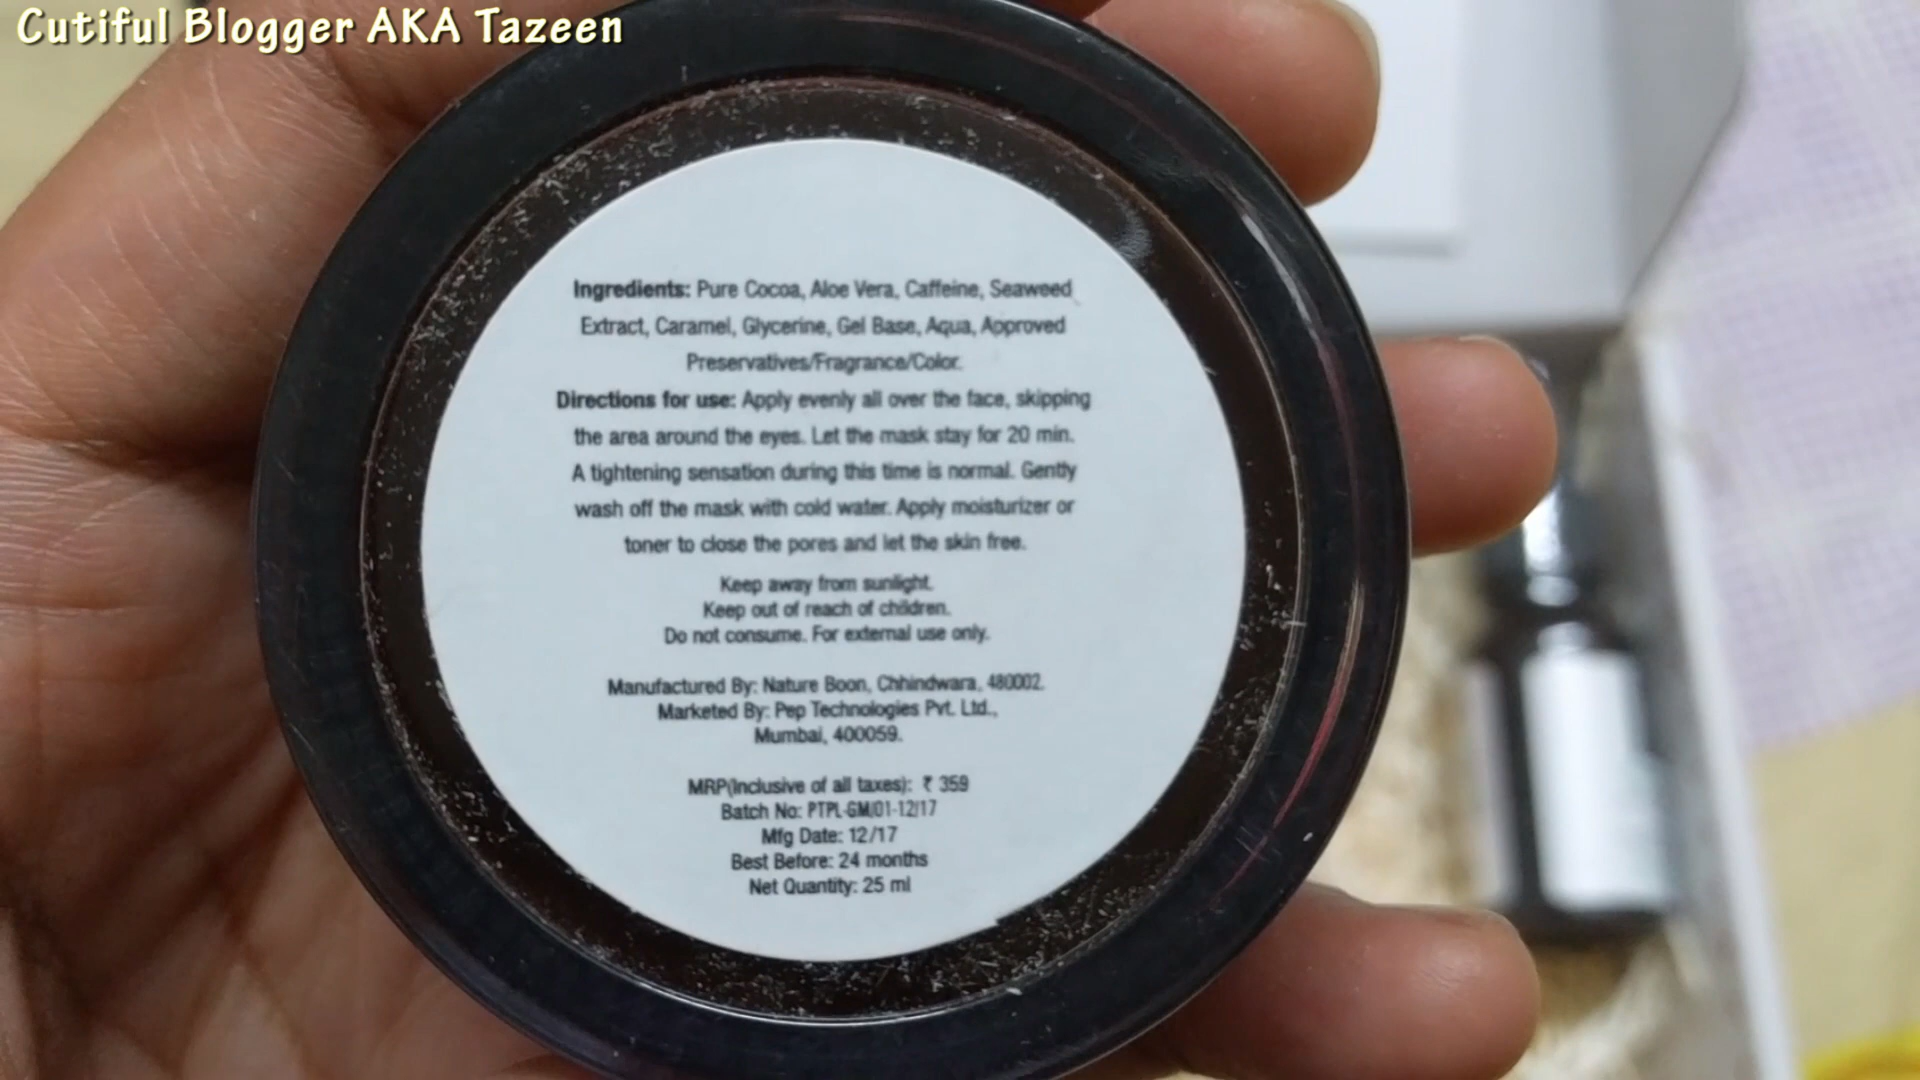 Cutiful Blogger AKA Tazeen
Ingredients: Pure Cocoa, Aloe Vera, Caffeine, Seaweed
Extract, Caramel, Glycerine, Gel Base, Aqua, Approved
Preservatives/Fragrance/Color.
Directions for use: Apply evenly all over the face, skipping
the area around the eyes. Let the mask stay for 20 min.
A tightening sensation during this time is normal. Gently
wash off the mask with cold water. Apply moisturizer or
toner to close the pores and let the skin free.
Keep away from sunlight.
Keep out of reach of children.
Do not consume. For external use only.
Manufactured By: Nature Boon, Chhindwara, 480002.
Marketed By: Pep Technologies Pvt. Ltd.,
Mumbai, 400059.
MRP(Inclusive of all taxes): ₹ 359
Batch No: PTPL-GM/01-12/17
Mfg Date: 12/17
Best Before: 24 months
Net Quantity: 25 ml